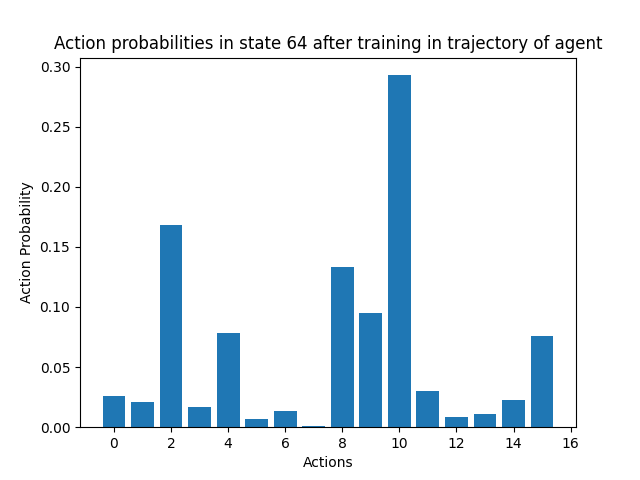 Action probabilities in state 64 after training in trajectory of agent
0.30
0.25
0.20
0.15
0.10
0.05
0.00
Action Probability
0 2 4 6 8 10 12 14 16
Actions